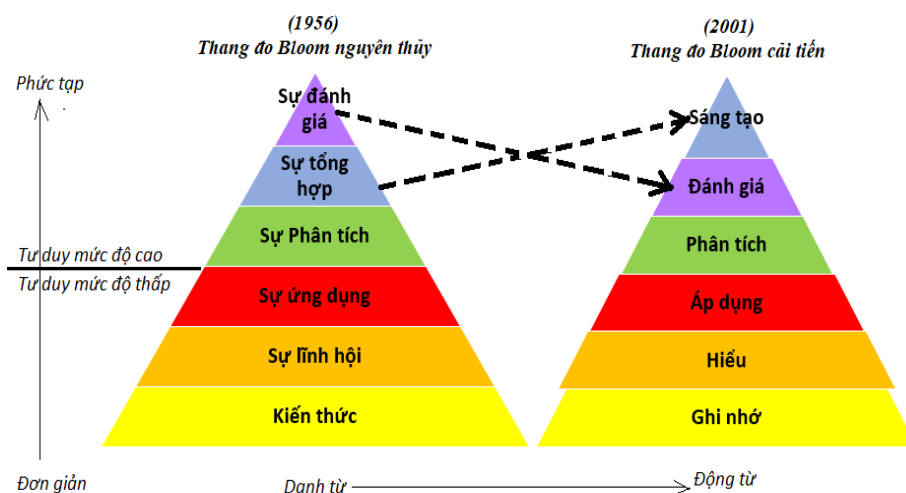 (1956)
Thang đo Bloom nguyên thủy
(2001)
Thang đo Bloom cải tiến
Phức tạp
Sự đánh
giá
Sự tổng
hợp
Sự Phân tích
Sự ứng dụng
Sự lĩnh hội
Kiến thức
Sáng tạo
Đánh giá
Phân tích
Áp dụng
Hiểu
Ghi nhớ
Tư duy mức độ cao
Tư duy mức độ thấp
Đơn giản
Danh từ
Động từ